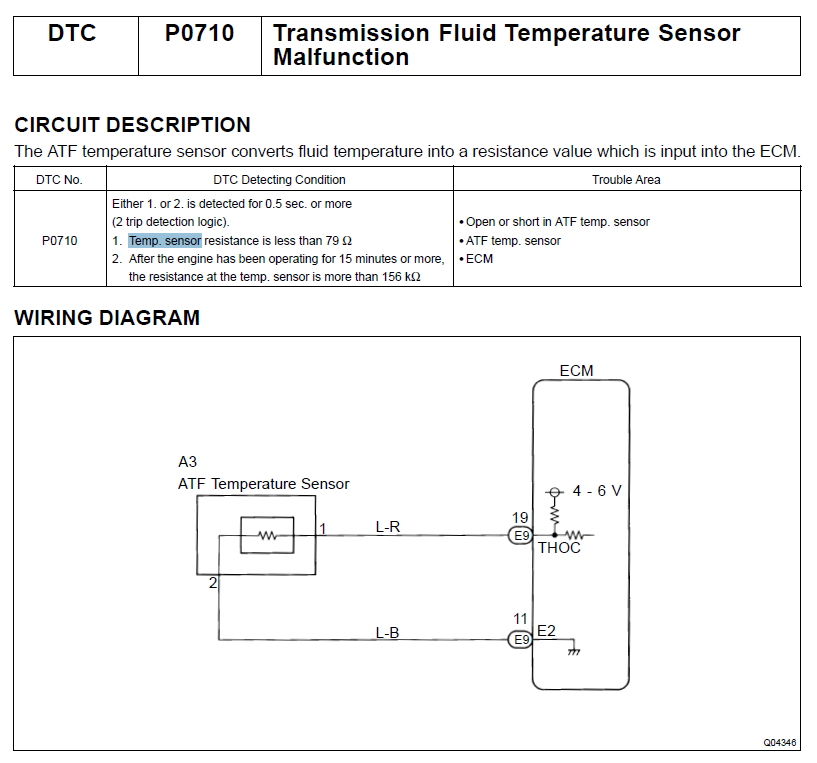 DTC
P0710
Transmission Fluid Temperature Sensor
Malfunction
CIRCUIT DESCRIPTION
The ATF temperature sensor converts fluid temperature into a resistance value which is input into the ECM.
DTC No.
DTC Detecting Condition
Trouble Area
P0710
Either 1. or 2. is detected for 0.5 sec. or more
(2 trip detection logic).
1. Temp. sensor resistance is less than 79 Ω
2. After the engine has been operating for 15 minutes or more,
the resistance at the temp. sensor is more than 156 kΩ
• Open or short in ATF temp. sensor
• ATF temp. sensor
• ECM
WIRING DIAGRAM
ECM
A3
ATF Temperature Sensor
4 - 6 V
1
L-R
19
E9
THOC
2
L-B
11
E9
E2
Q04346